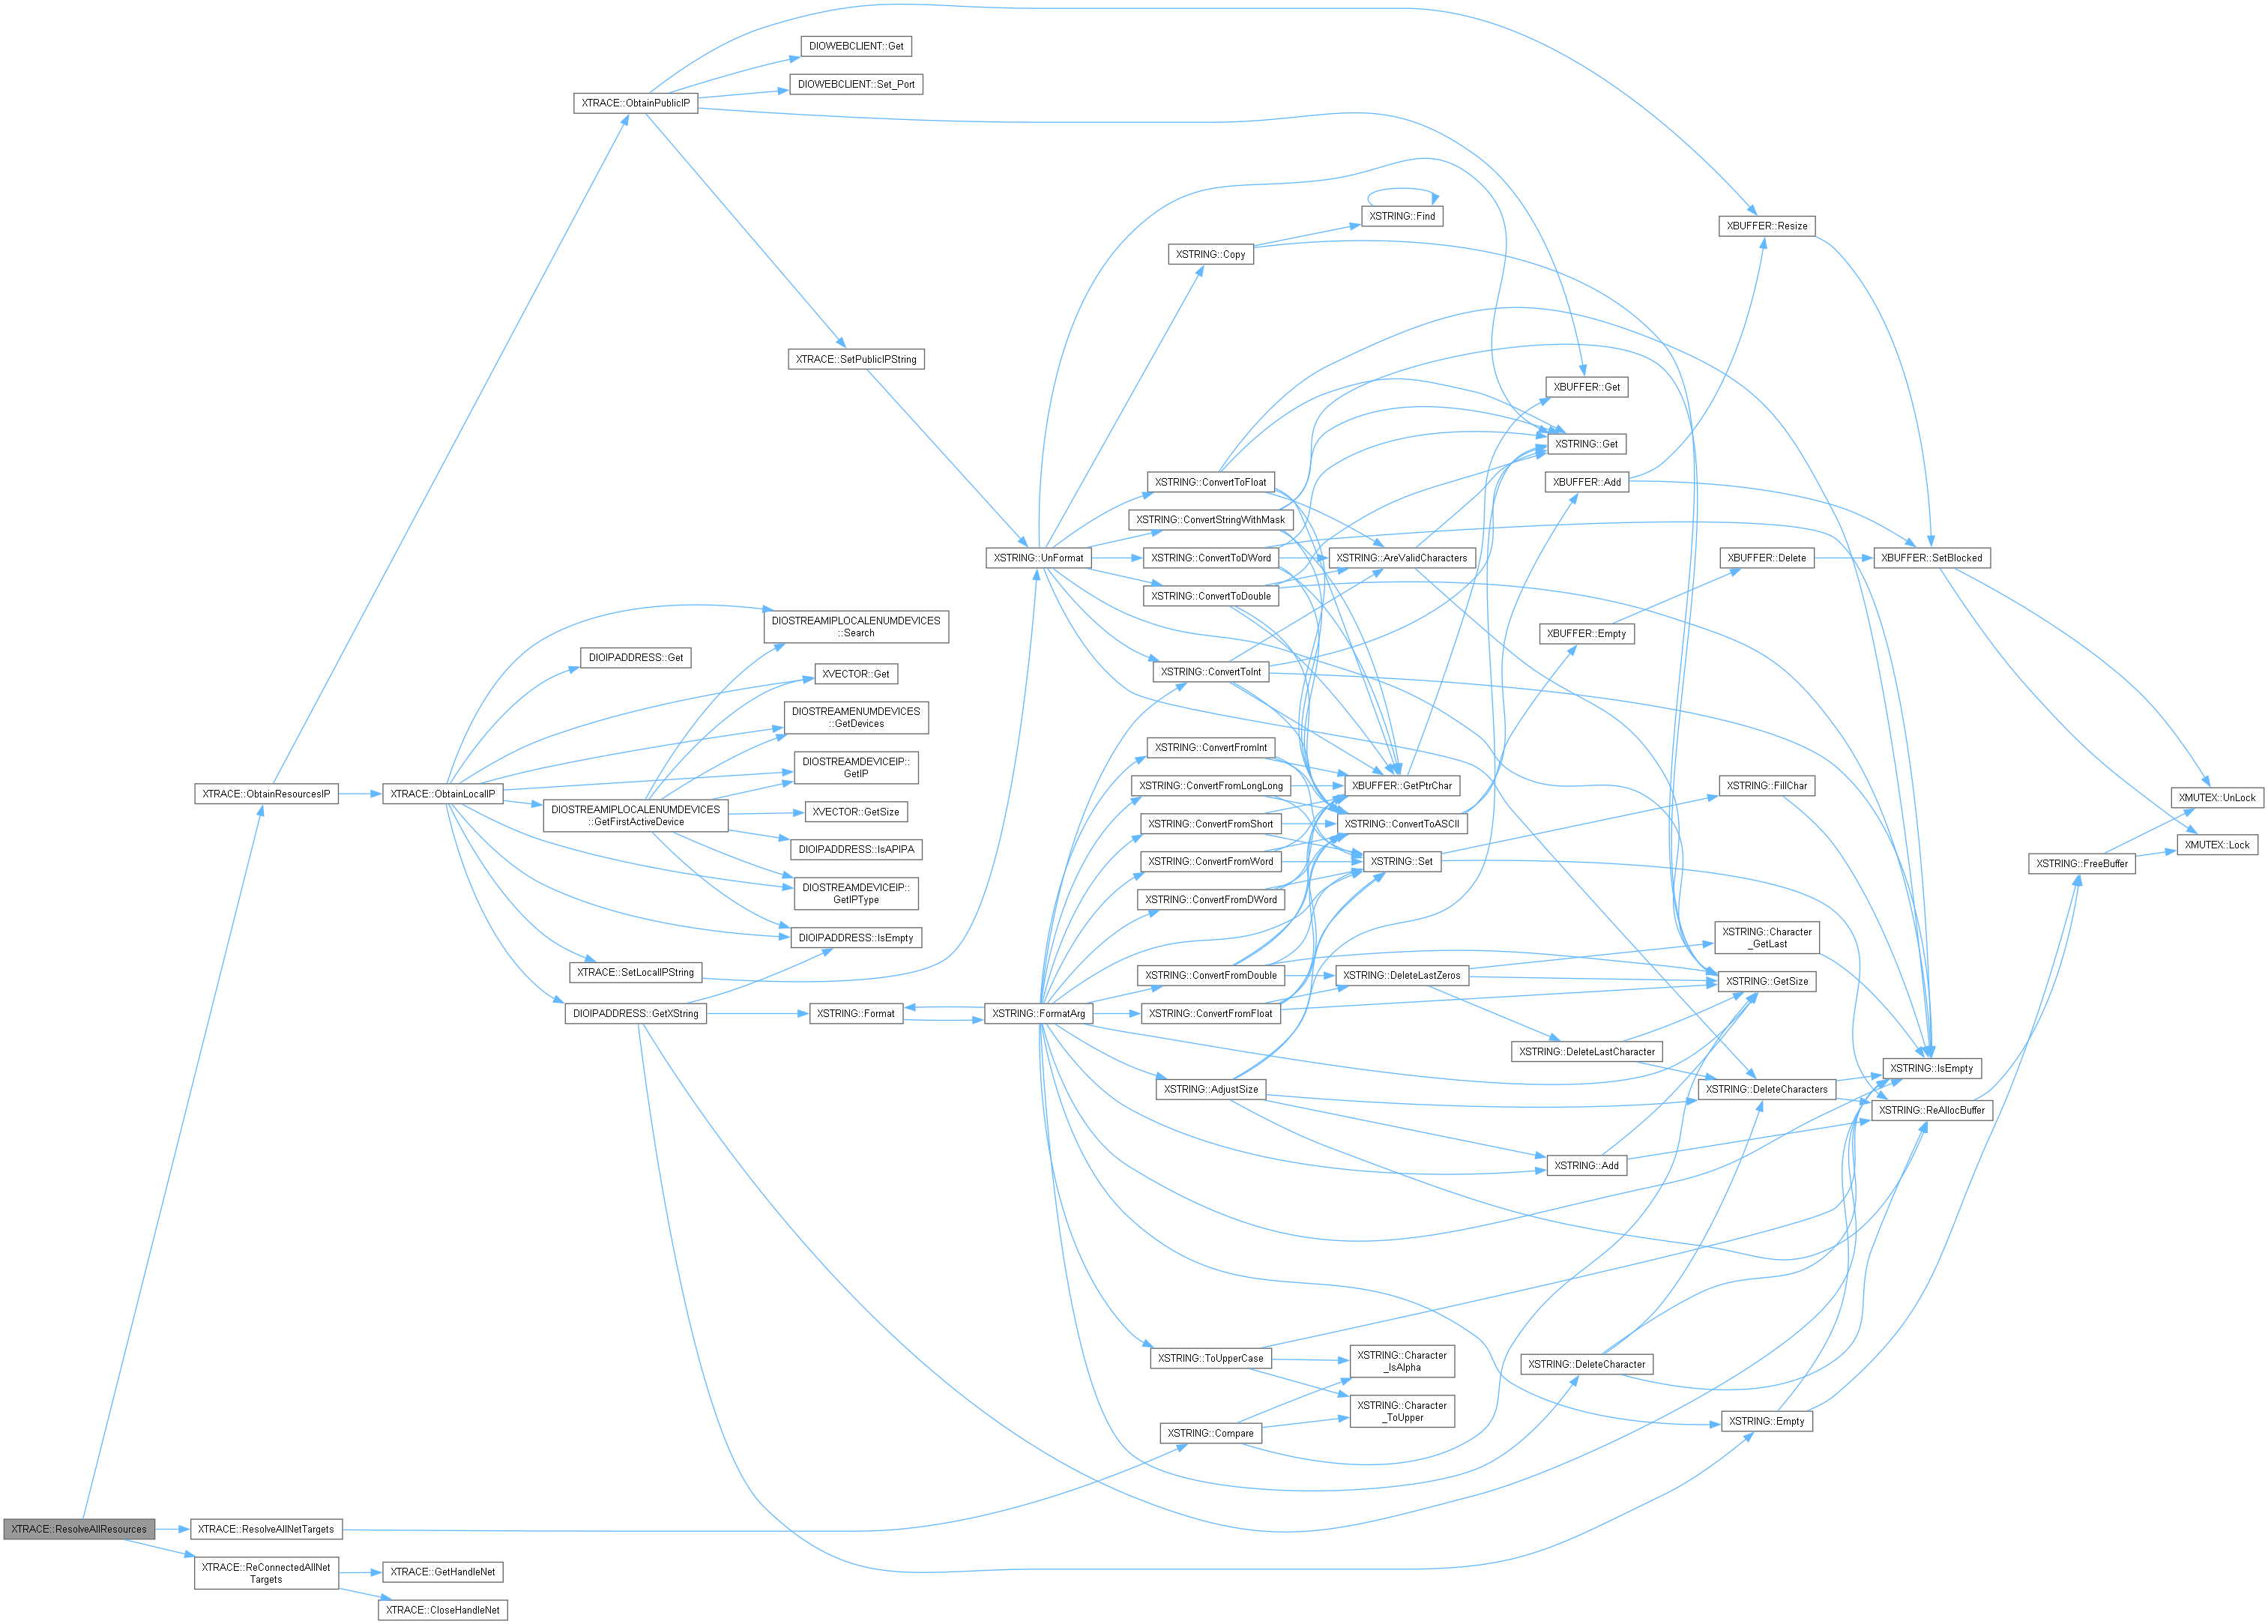 DIOWEBCLIENT::Get
DIOWEBCLIENT::Set_Port
XTRACE::ObtainPublicIP
XSTRING::Find
XBUFFER::Resize
XSTRING::Copy
XTRACE::SetPublicIPString
XBUFFER::Get
XSTRING::Get
XSTRING::ConvertToFloat
XBUFFER::Add
XSTRING::ConvertStringWithMask
XSTRING::UnFormat
XSTRING::ConvertToDWord
XSTRING::AreValidCharacters
XBUFFER::Delete
XBUFFER::SetBlocked
XSTRING::ConvertToDouble
DIOSTREAMIPLOCALENUMDEVICES
::Search
XBUFFER::Empty
DIOIPADDRESS::Get
XVECTOR::Get
XSTRING::ConvertToInt
DIOSTREAMENUMDEVICES
::GetDevices
XSTRING::ConvertFromInt
DIOSTREAMDEVICEIP::
GetIP
XTRACE::ObtainResourcesIP
XTRACE::ObtainLocalIP
XSTRING::ConvertFromLongLong
XBUFFER::GetPtrChar
XSTRING::FillChar
XMUTEX::UnLock
DIOSTREAMIPLOCALENUMDEVICES
::GetFirstActiveDevice
XVECTOR::GetSize
XSTRING::ConvertFromShort
XSTRING::ConvertToASCII
XMUTEX::Lock
DIOIPADDRESS::IsAPIPA
XSTRING::ConvertFromWord
XSTRING::Set
XSTRING::FreeBuffer
DIOSTREAMDEVICEIP::
GetIPType
XSTRING::ConvertFromDWord
DIOIPADDRESS::IsEmpty
XSTRING::Character
_GetLast
XTRACE::SetLocalIPString
XSTRING::ConvertFromDouble
XSTRING::DeleteLastZeros
XSTRING::GetSize
DIOIPADDRESS::GetXString
XSTRING::Format
XSTRING::FormatArg
XSTRING::ConvertFromFloat
XSTRING::DeleteLastCharacter
XSTRING::IsEmpty
XSTRING::AdjustSize
XSTRING::DeleteCharacters
XSTRING::ReAllocBuffer
XSTRING::Add
XSTRING::ToUpperCase
XSTRING::Character
_IsAlpha
XSTRING::DeleteCharacter
XSTRING::Character
_ToUpper
XSTRING::Empty
XSTRING::Compare
XTRACE::ResolveAllResources
XTRACE::ResolveAllNetTargets
XTRACE::ReConnectedAllNet
Targets
XTRACE::GetHandleNet
XTRACE::CloseHandleNet